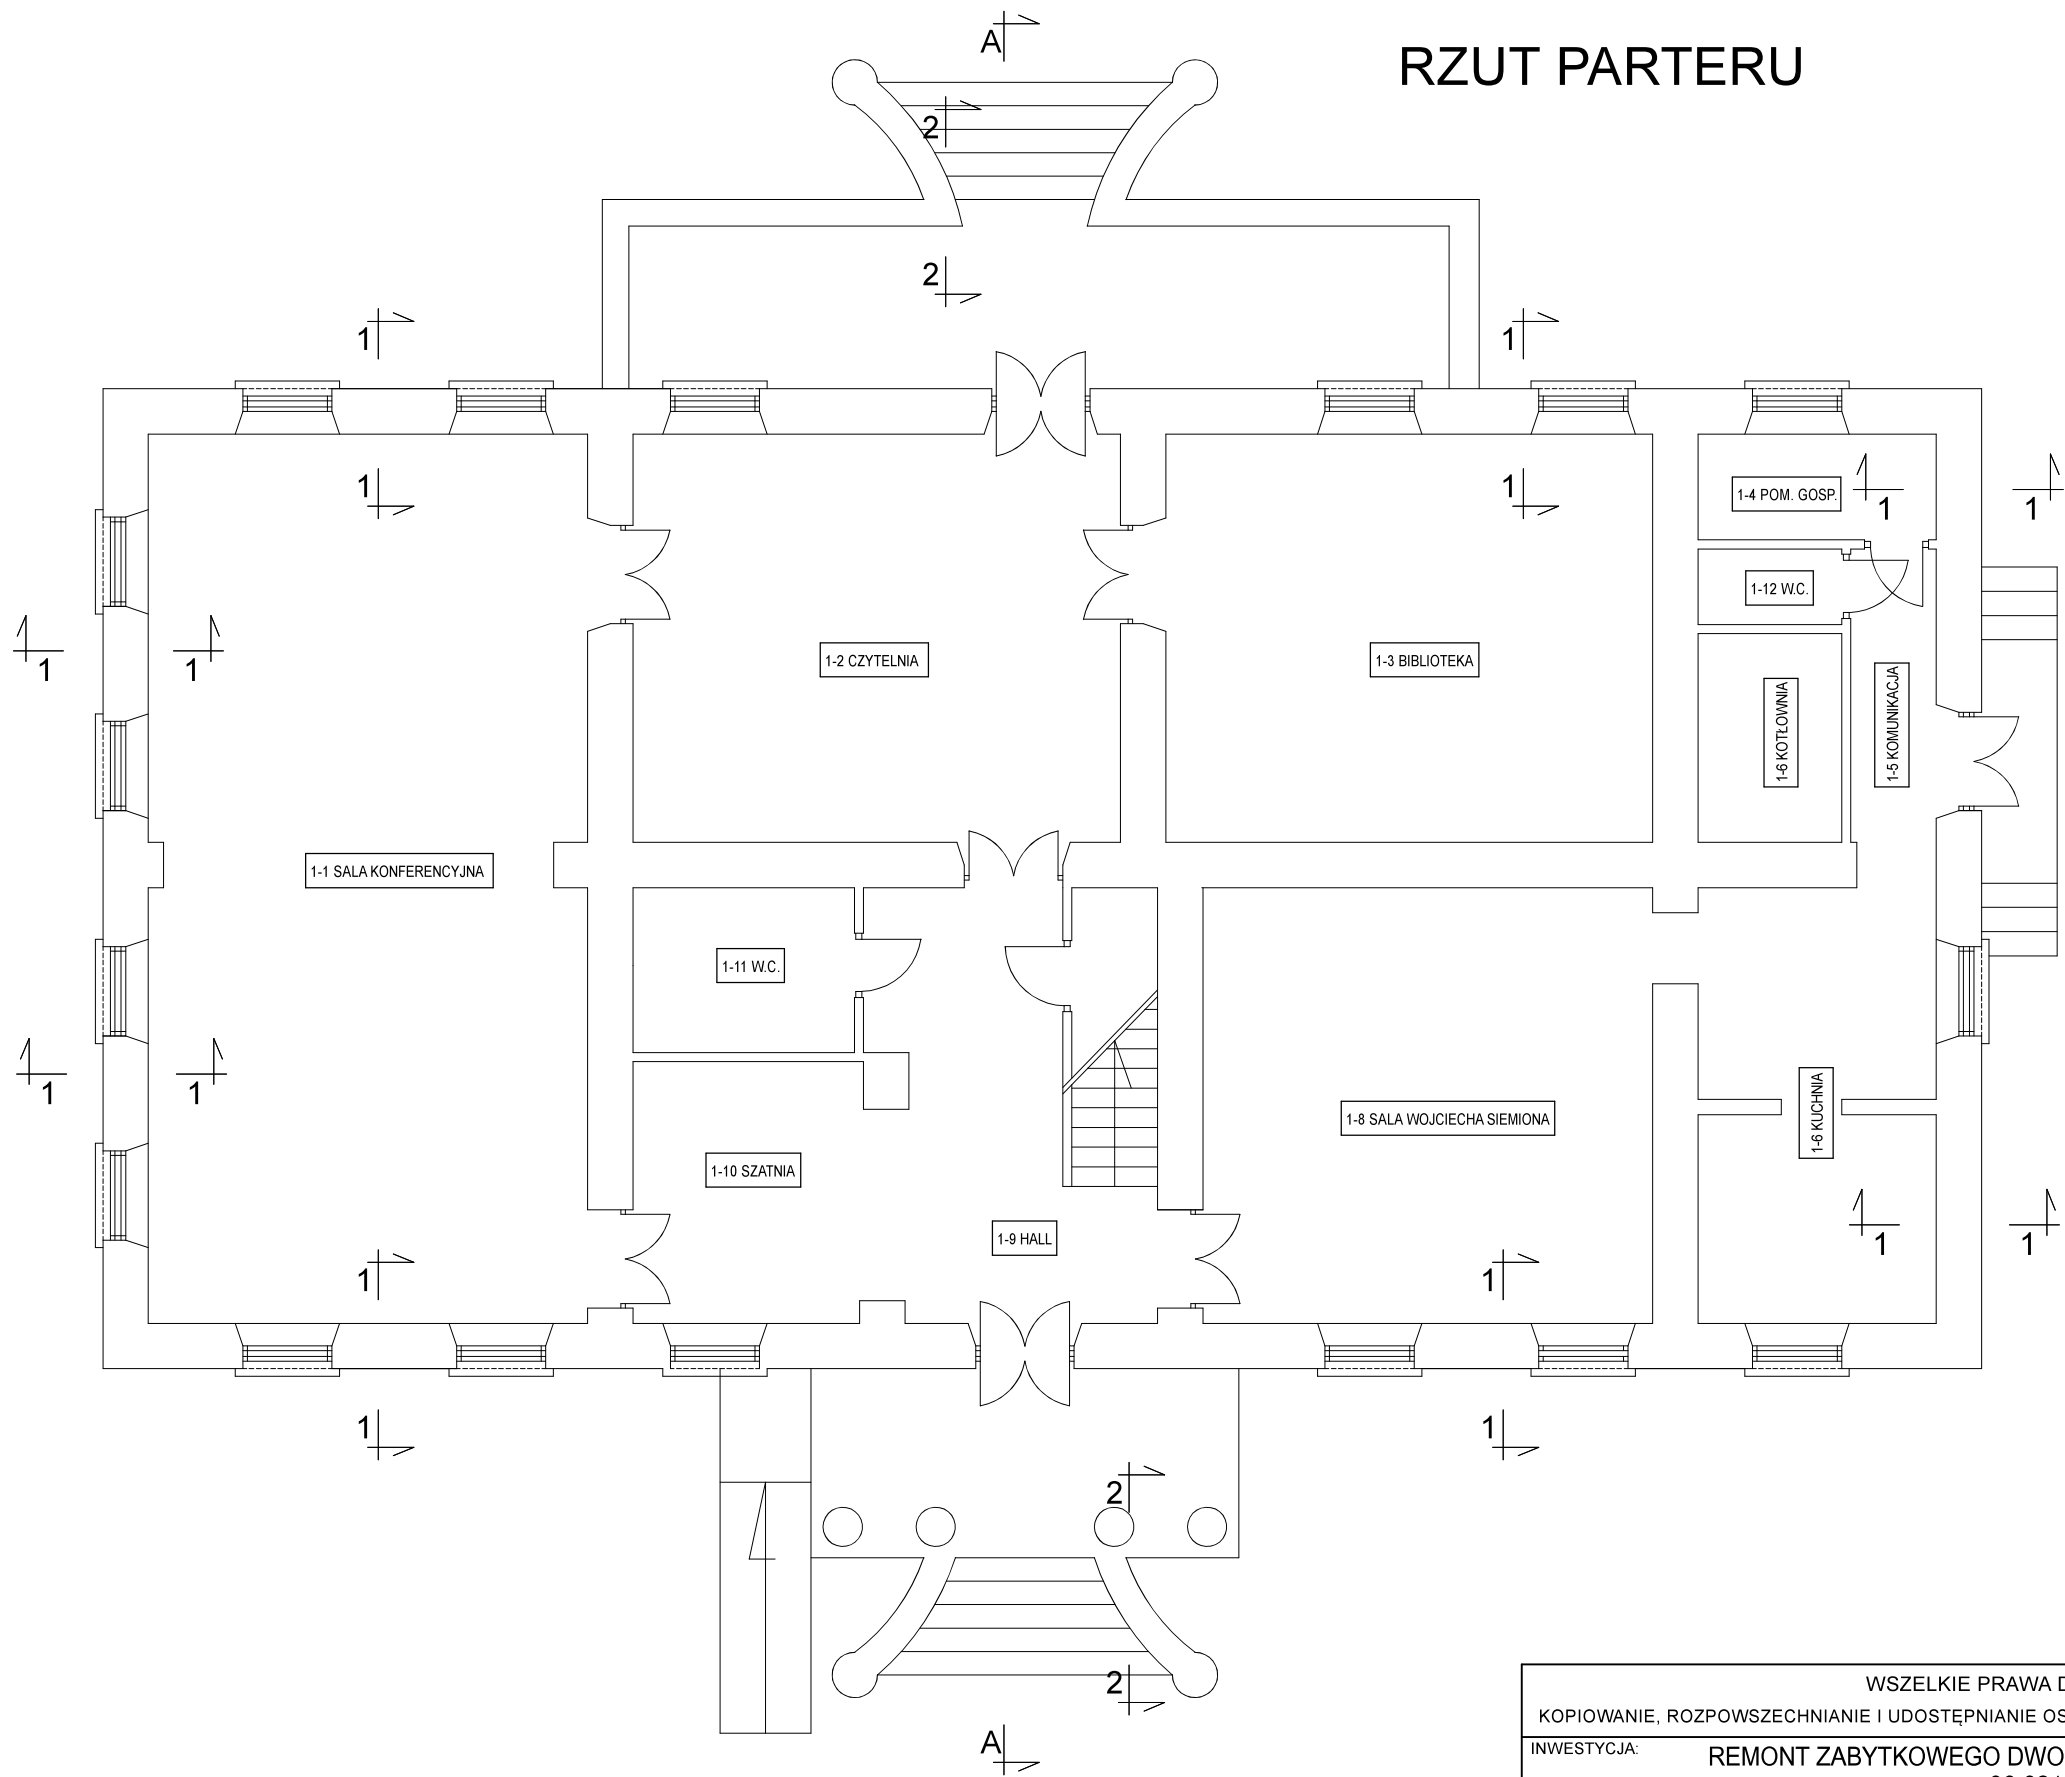 A
RZUT PARTERU
2
2
1
1
1
1
1-4 POM. GOSP.
1
1
1-12 W.C.
1
1
1-2 CZYTELNIA
1-3 BIBLIOTEKA
1-6 KOTŁOWNIA
1-5 KOMUNIKACJA
1-1 SALA KONFERENCYJNA
1-11 W.C.
1
1
1-8 SALA WOJCIECHA SIEMIONA
1-6 KUCHNIA
1-10 SZATNIA
1-9 HALL
1
1
1
1
1
1
2
2
A
WSZELKIE PRAWA
KOPIOWANIE, ROZPOWSZECHNIANIE I UDOSTĘPNIANIE
INWESTYCJA:
REMONT ZABYTKOWEGO